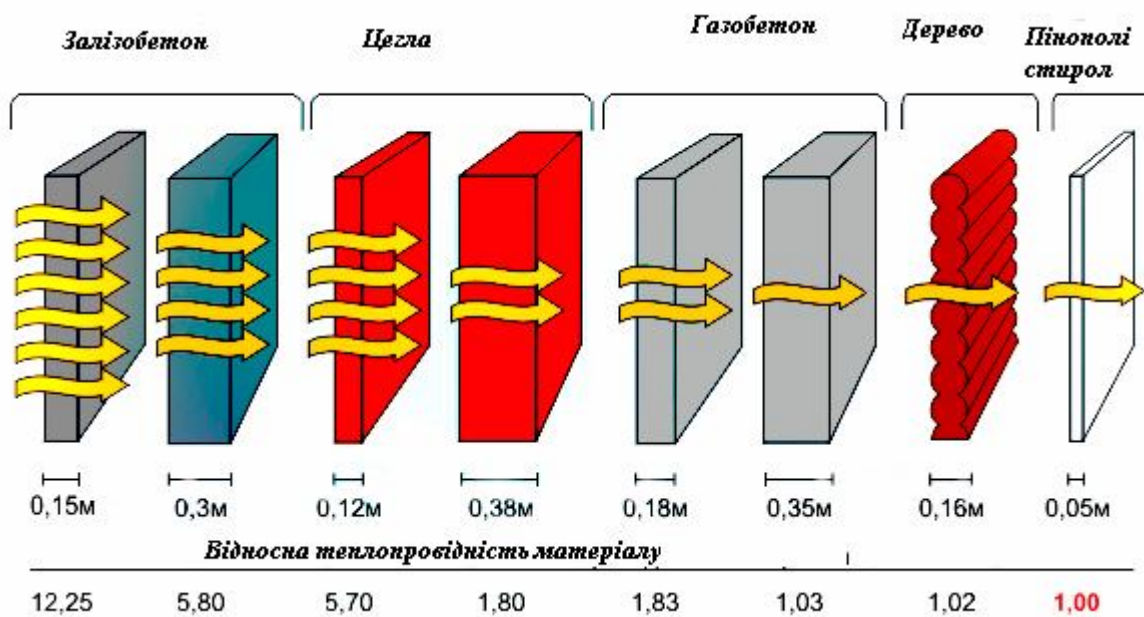 Залізобетон Цегла Газобетон Дерево Пінополі
стирол
0,15м 0,3м 0,12м 0,38м 0,18м 0,35м 0,16м 0,05м
Відносна теплопровідність матеріалу
12,25 5,80 5,70 1,80 1,83 1,03 1,02 1,00